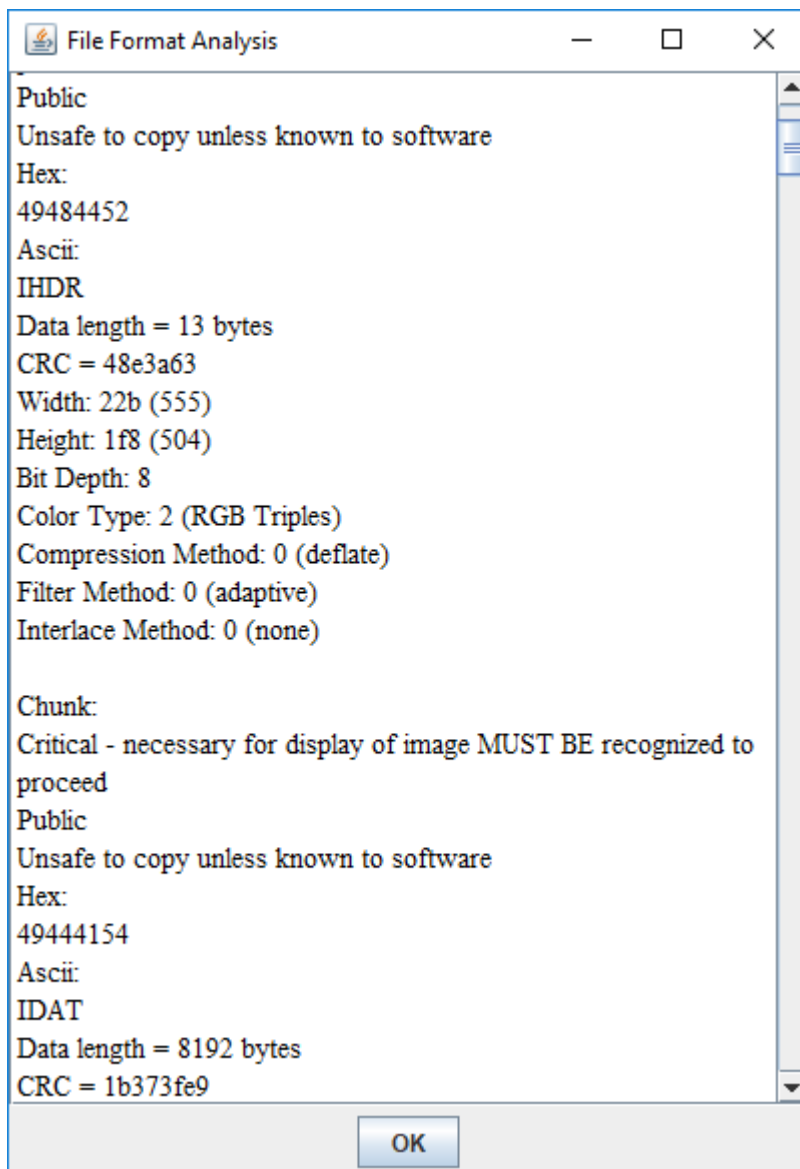 File Format Analysis
Public
Unsafe to copy unless known to software
Hex:
49484452
Ascii:
IHDR
Data length = 13 bytes
CRC = 48e3a63
Width: 22b (555)
Height: 1f8 (504)
Bit Depth: 8
Color Type: 2 (RGB Triples)
Compression Method: 0 (deflate)
Filter Method: 0 (adaptive)
Interlace Method: 0 (none)
Chunk:
Critical - necessary for display of image MUST BE recognized to
proceed
Public
Unsafe to copy unless known to software
Hex:
49444154
Ascii:
IDAT
Data length = 8192 bytes
CRC = 1b373fe9
OK